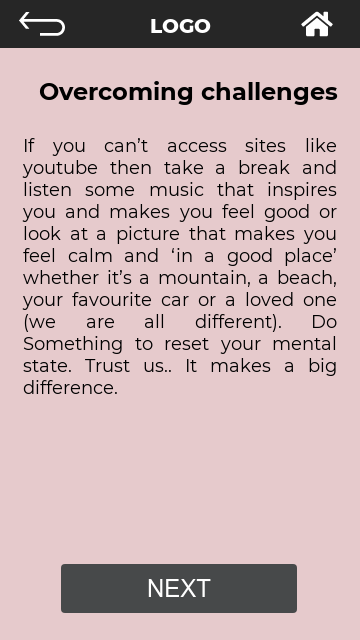 LOGO
Overcoming challenges
If you can’t access sites like
youtube then take a break and
listen some music that inspires
you and makes you feel good or
look at a picture that makes you
feel calm and ‘in a good place’
whether it’s a mountain, a beach,
your favourite car or a loved one
(we are all different). Do
Something to reset your mental
state. Trust us.. It makes a big
difference.
NEXT